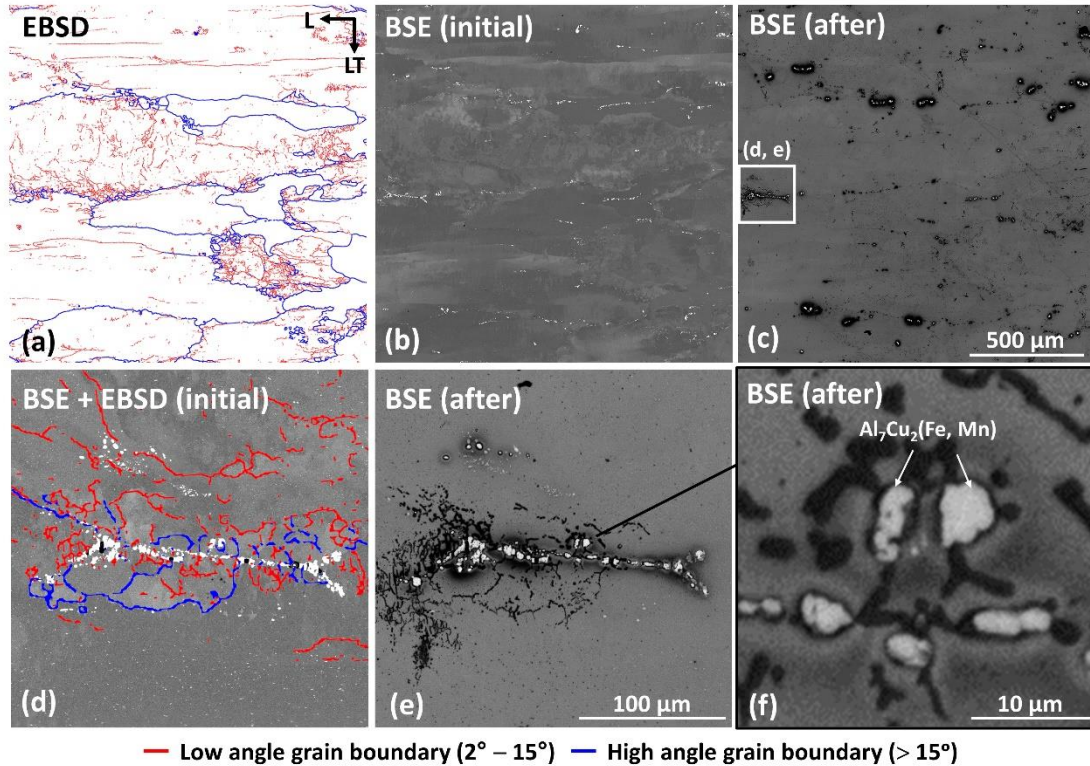 EBSD
L
LT
(a)
BSE (initial)
(b)
BSE (after)
(d, e)
(c)
500 µm
BSE + EBSD (initial)
(d)
BSE (after)
(e)
100 µm
BSE (after)
Al₇Cu₂(Fe, Mn)
(f)
10 µm
Low angle grain boundary (2° – 15°)
High angle grain boundary (> 15°)